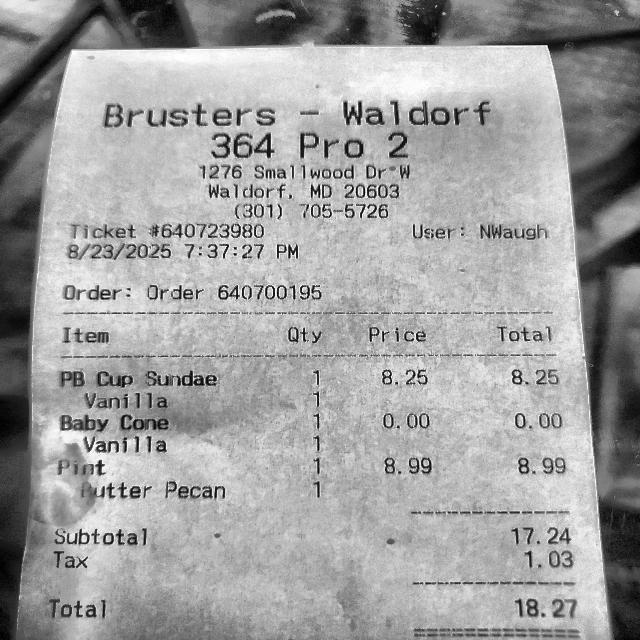 Brusters - Waldorf
364 Pro 2
1276 Smallwood Dr W
Waldorf, MD 20603
(301) 705-5726
Ticket #640723980 User: NWaugh
8/23/2025 7:37:27 PM
Order: Order 640700195
Item Qty Price Total
PB Cup Sundae 1 8.25 8.25
Vanilla 1
Baby Cone 1 0.00 0.00
Vanilla 1
Pint 1 8.99 8.99
Butter Pecan 1
Subtotal 17.24
Tax 1.03
Total 18.27